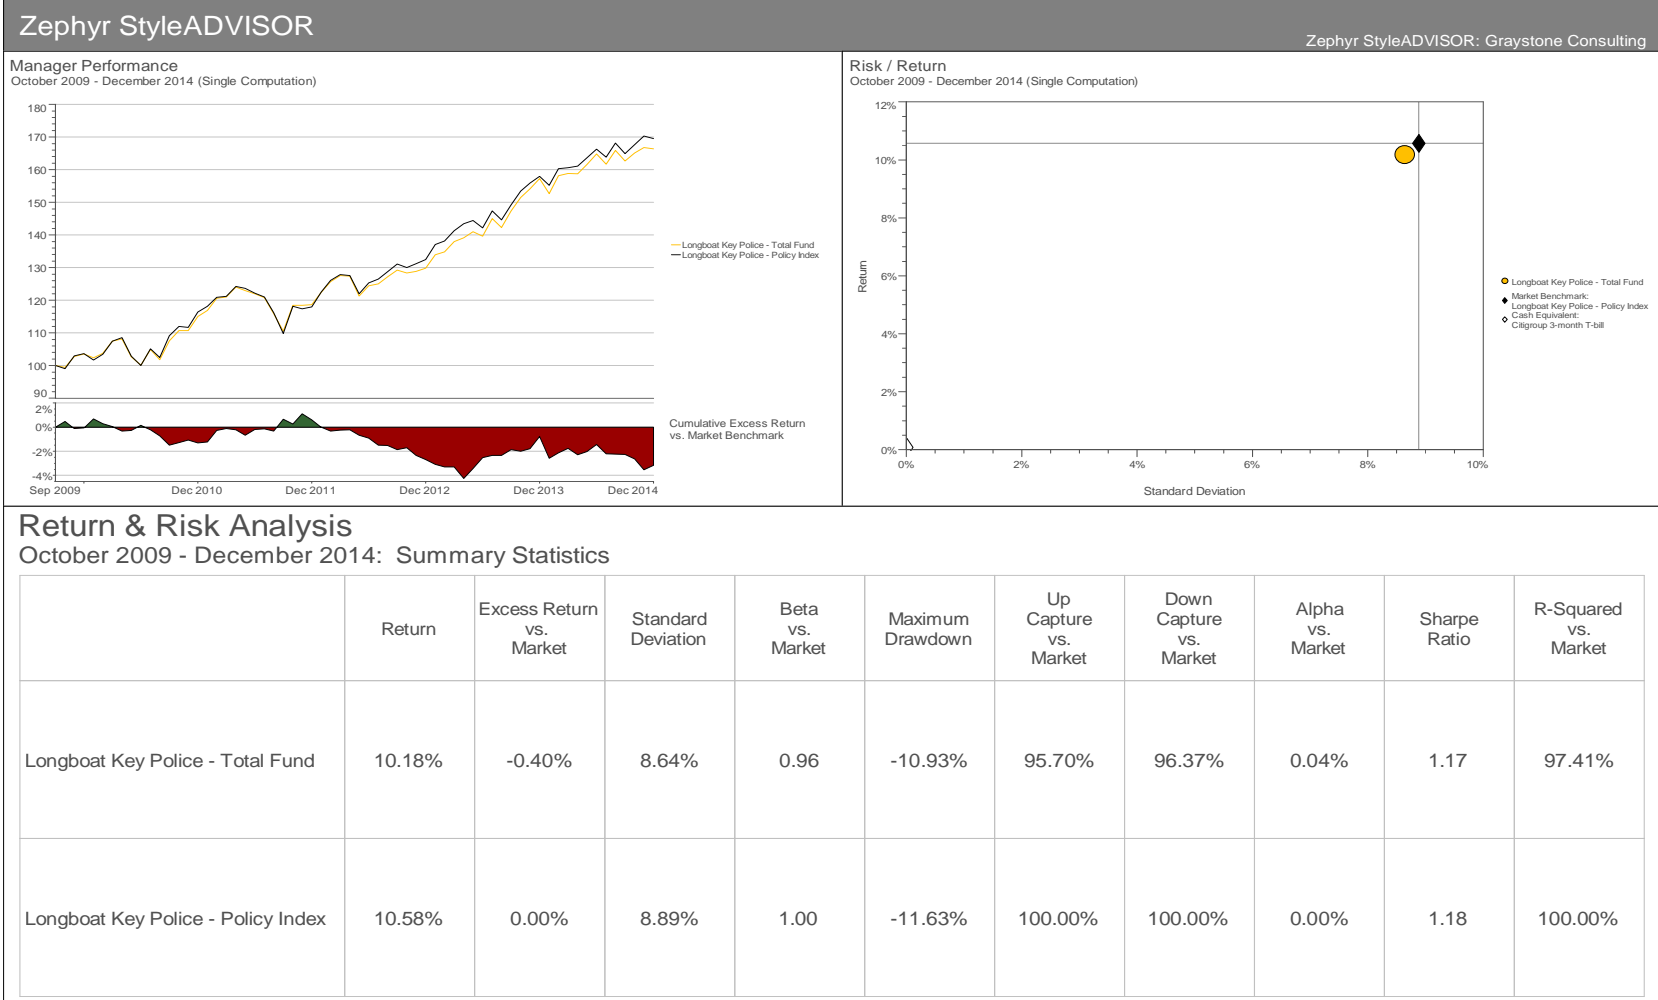 Zephyr StyleADVISOR
Zephyr StyleADVISOR: Graystone Consulting
Manager Performance
October 2009 - December 2014 (Single Computation)
180
170
160
150
140
130
120
110
100
90
2%
0%
-2%
-4%
Sep 2009
Dec 2010
Dec 2011
Dec 2012
Dec 2013
Dec 2014
Longboat Key Police - Total Fund
Longboat Key Police - Policy Index
Cumulative Excess Return
vs. Market Benchmark
Risk / Return
October 2009 - December 2014 (Single Computation)
Return
12%
10%
8%
6%
4%
2%
0%
0%
2%
4%
6%
8%
10%
Standard Deviation
Longboat Key Police - Total Fund
Market Benchmark:
Longboat Key Police - Policy Index
Cash Equivalent:
Citigroup 3-month T-bill
Return & Risk Analysis
October 2009 - December 2014: Summary Statistics
Return
Excess Return
vs.
Market
Standard
Deviation
Beta
vs.
Market
Maximum
Drawdown
Up
Capture
vs.
Market
Down
Capture
vs.
Market
Alpha
vs.
Market
Sharpe
Ratio
R-Squared
vs.
Market
Longboat Key Police - Total Fund 10.18% -0.40% 8.64% 0.96 -10.93% 95.70% 96.37% 0.04% 1.17 97.41%
Longboat Key Police - Policy Index 10.58% 0.00% 8.89% 1.00 -11.63% 100.00% 100.00% 0.00% 1.18 100.00%